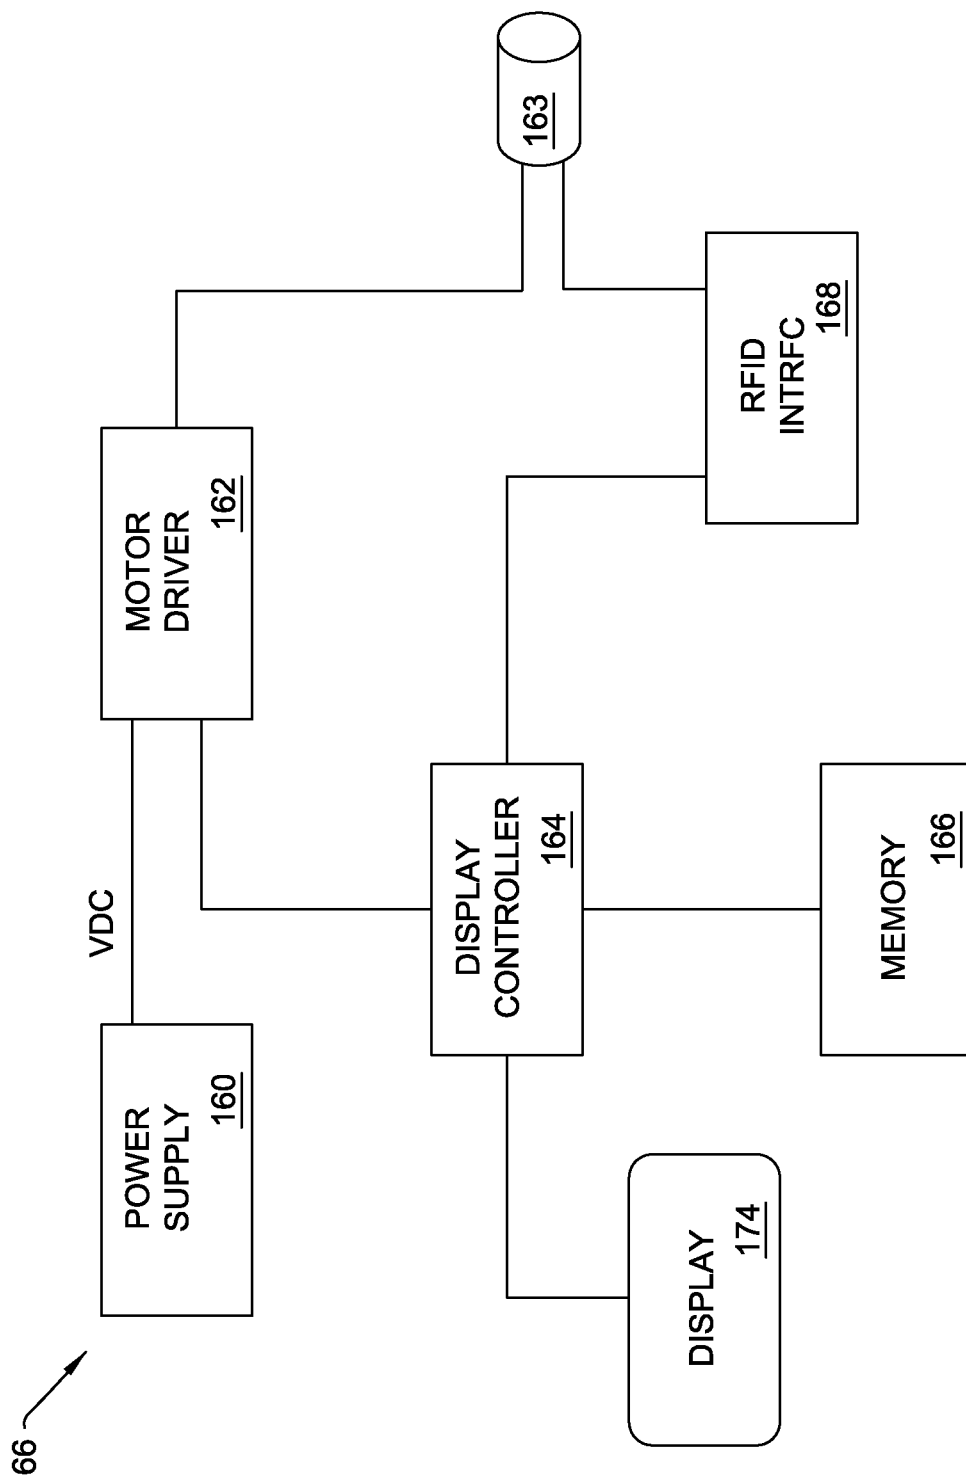 66
POWER
SUPPLY
160
VDC
MOTOR
DRIVER
162
163
DISPLAY
CONTROLLER
164
DISPLAY
174
MEMORY
166
RFID
INTRFC
168